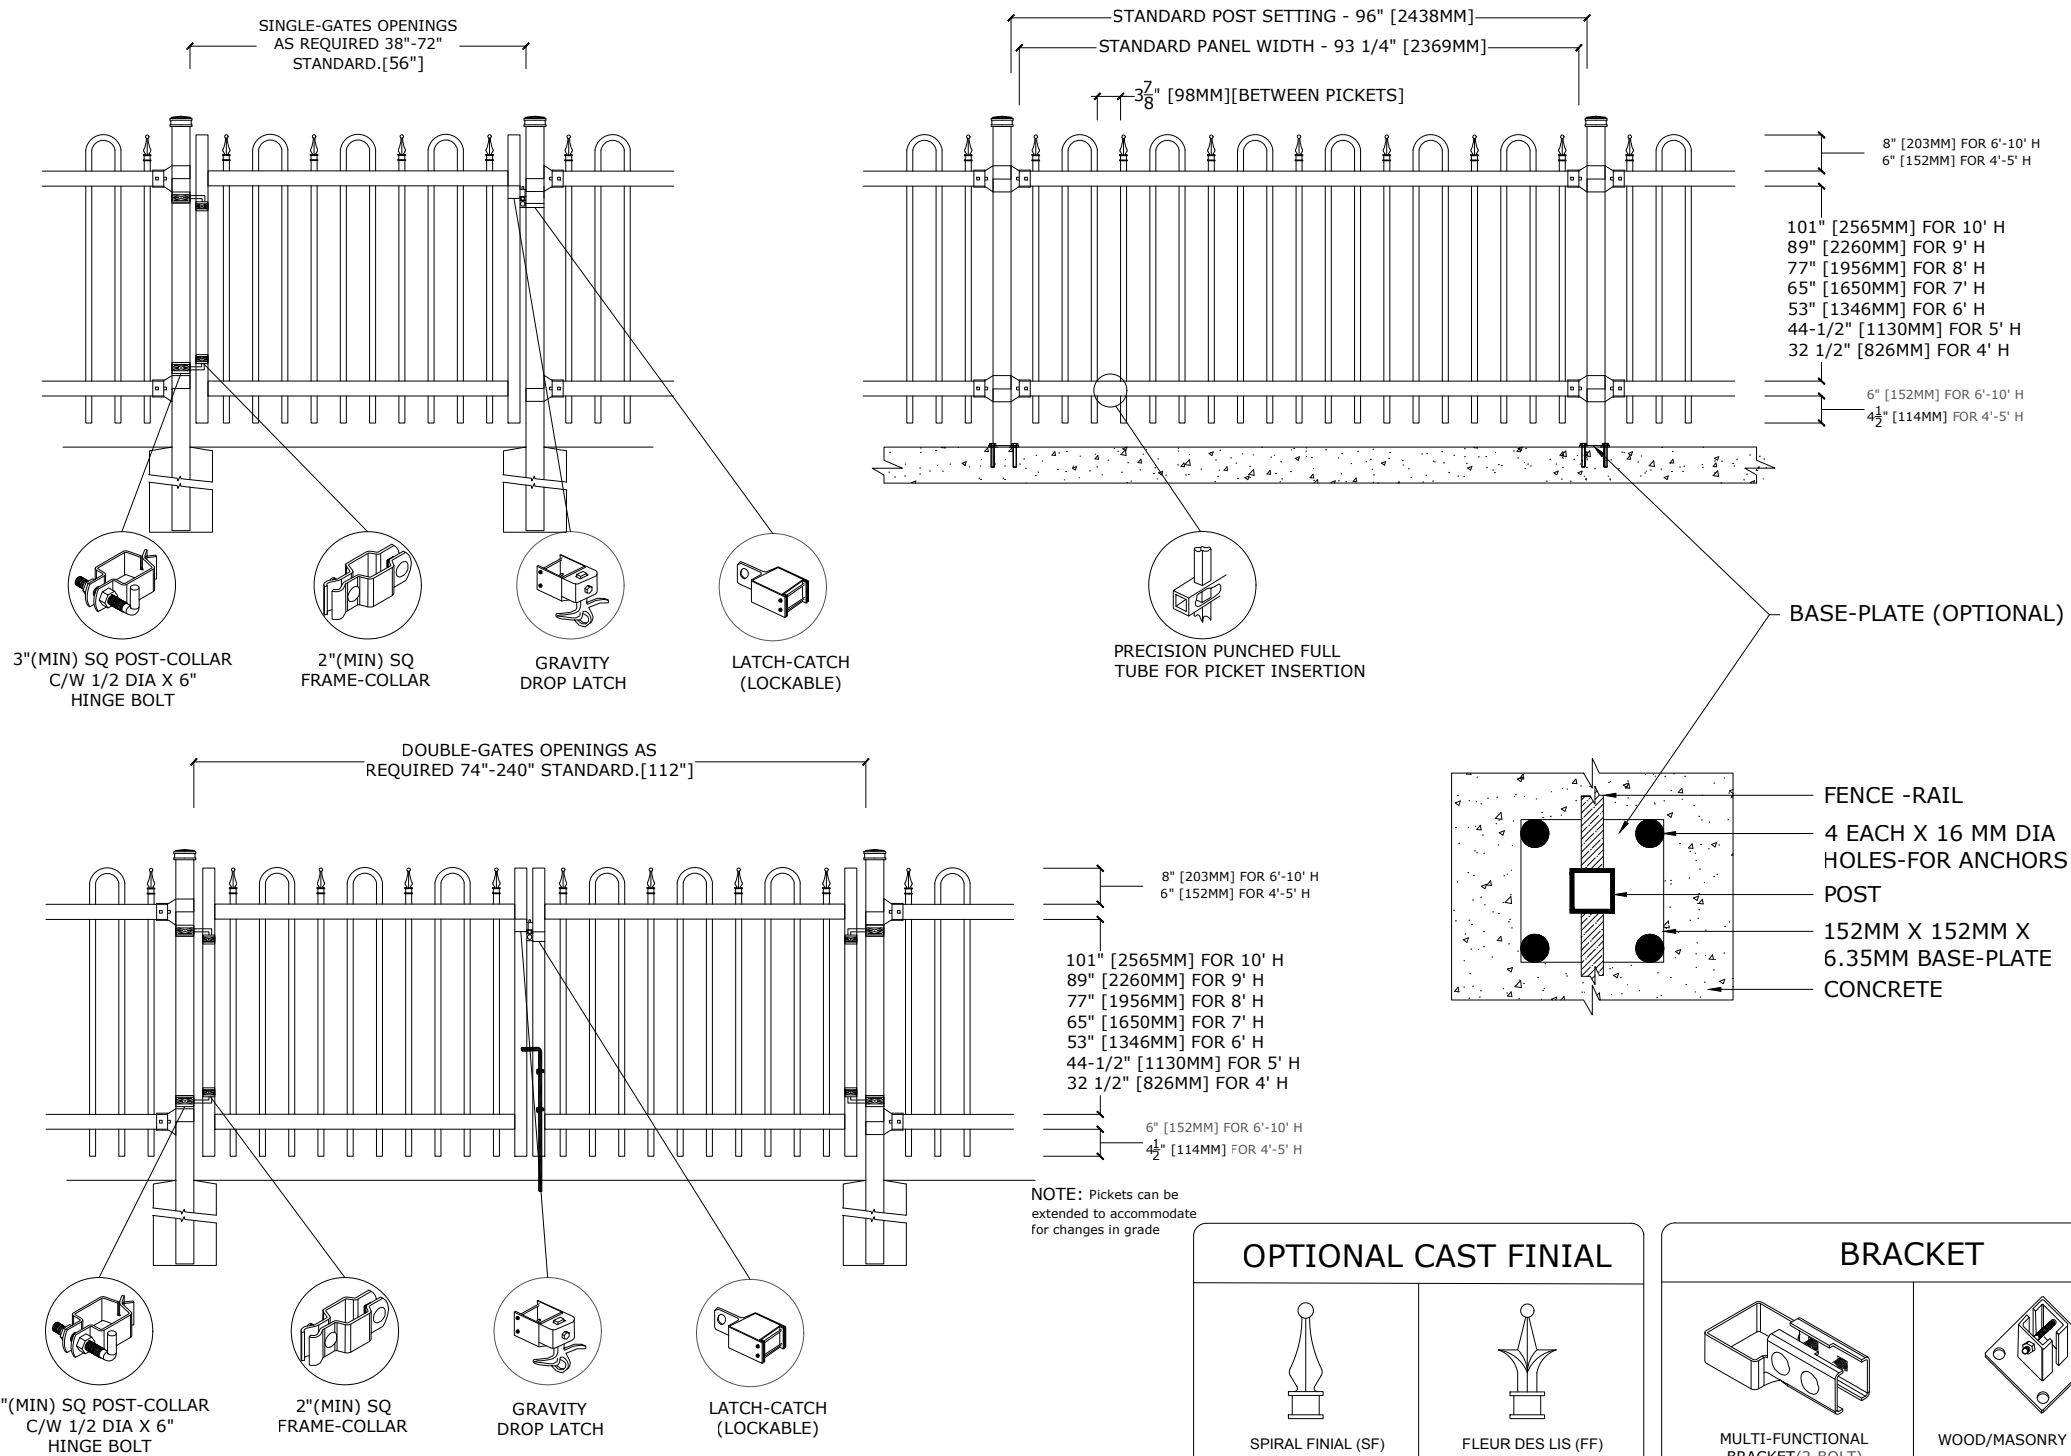 SINGLE-GATES OPENINGS
AS REQUIRED 38"-72"
STANDARD.[56"]
STANDARD POST SETTING - 96" [2438MM]
STANDARD PANEL WIDTH - 93 1/4" [2369MM]
3 7/8" [98MM][BETWEEN PICKETS]
8" [203MM] FOR 6'-10' H
6" [152MM] FOR 4'-5' H
101" [2565MM] FOR 10' H
89" [2260MM] FOR 9' H
77" [1956MM] FOR 8' H
65" [1650MM] FOR 7' H
53" [1346MM] FOR 6' H
44-1/2" [1130MM] FOR 5' H
32 1/2" [826MM] FOR 4' H
6" [152MM] FOR 6'-10' H
4 1/2" [114MM] FOR 4'-5' H
3"(MIN) SQ POST-COLLAR
C/W 1/2 DIA X 6"
HINGE BOLT
2"(MIN) SQ
FRAME-COLLAR
GRAVITY
DROP LATCH
LATCH-CATCH
(LOCKABLE)
PRECISION PUNCHED FULL
TUBE FOR PICKET INSERTION
BASE-PLATE (OPTIONAL)
FENCE -RAIL
4 EACH X 16 MM DIA
HOLES-FOR ANCHORS
POST
152MM X 152MM X
6.35MM BASE-PLATE
CONCRETE
DOUBLE-GATES OPENINGS AS
REQUIRED 74"-240" STANDARD.[112"]
8" [203MM] FOR 6'-10' H
6" [152MM] FOR 4'-5' H
101" [2565MM] FOR 10' H
89" [2260MM] FOR 9' H
77" [1956MM] FOR 8' H
65" [1650MM] FOR 7' H
53" [1346MM] FOR 6' H
44-1/2" [1130MM] FOR 5' H
32 1/2" [826MM] FOR 4' H
6" [152MM] FOR 6'-10' H
4 1/2" [114MM] FOR 4'-5' H
NOTE: Pickets can be
extended to accommodate
for changes in grade
"(MIN) SQ POST-COLLAR
C/W 1/2 DIA X 6"
HINGE BOLT
2"(MIN) SQ
FRAME-COLLAR
GRAVITY
DROP LATCH
LATCH-CATCH
(LOCKABLE)
OPTIONAL CAST FINIAL
SPIRAL FINIAL (SF)
FLEUR DES LIS (FF)
BRACKET
MULTI-FUNCTIONAL
BRACKET(2-BOLT)
WOOD/MASONRY